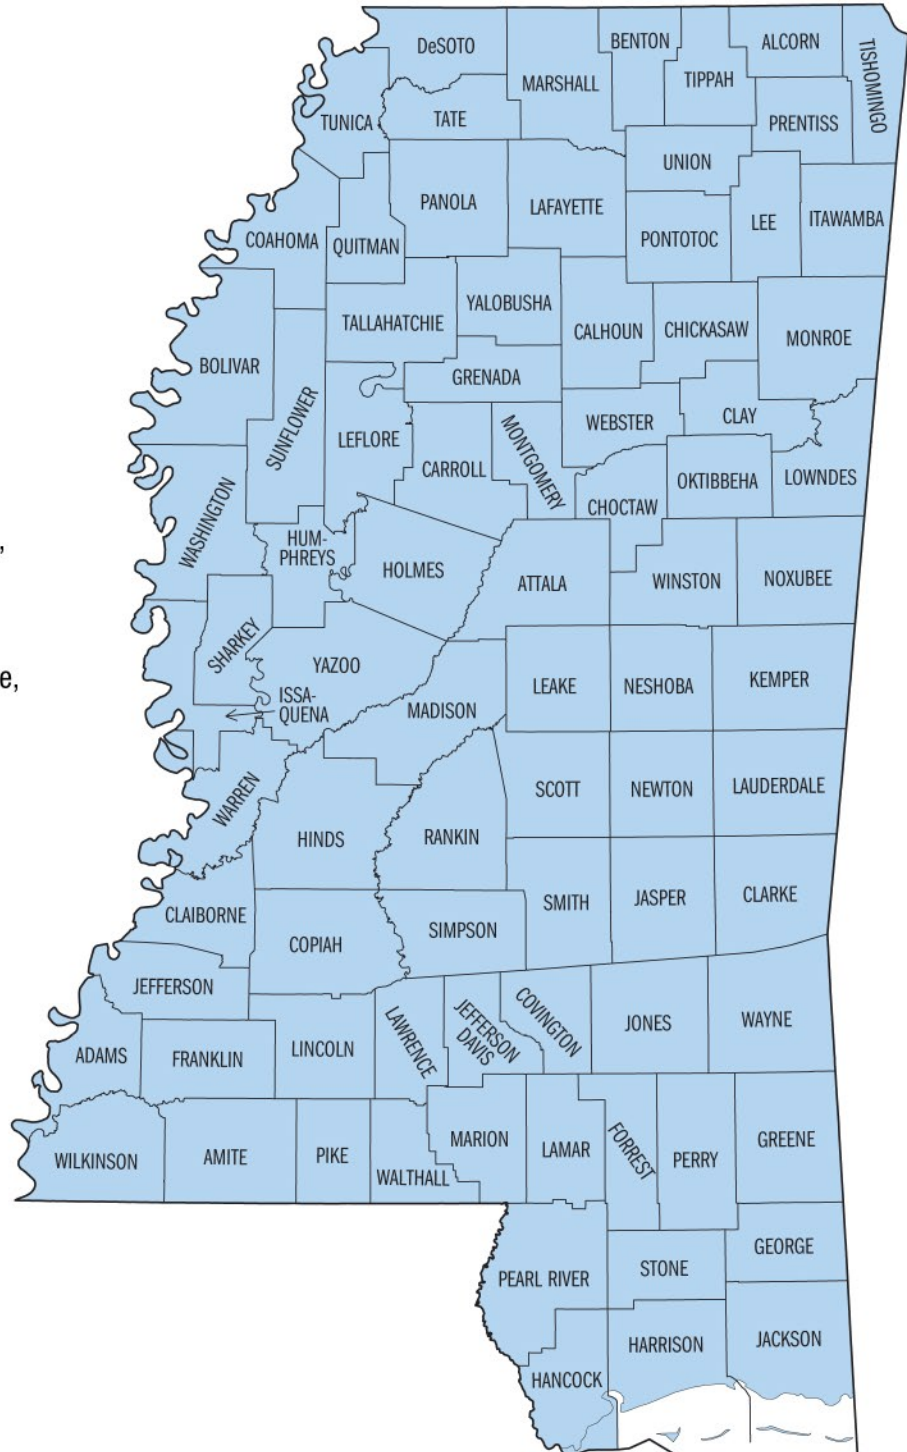 DeSOTO
BENTON
ALCORN
TISHOMINGO
MARSHALL
TIPPAH
TUNICA
TATE
PRENTISS
UNION
PANOLA
LAFAYETTE
COAHOMA
QUITMAN
PONTOTOC
LEE
ITAWAMBA
TALLAHATCHIE
YALOBUSHA
CALHOUN
CHICKASAW
MONROE
BOLIVAR
SUNFLOWER
GRENADA
LEFLORE
CARROLL
MONTGOMERY
WEBSTER
CLAY
WASHINGTON
CHOCTAW
OKTIBBEHA
LOWNDES
,
HUM-
PHREYS
HOLMES
ATTALA
WINSTON
NOXUBEE
SHARKEY
YAZOO
e,
ISSA-
QUENA
MADISON
LEAKE
NESHOBA
KEMPER
WARREN
HINDS
RANKIN
SCOTT
NEWTON
LAUDERDALE
CLAIBORNE
COPIAH
SIMPSON
SMITH
JASPER
CLARKE
JEFFERSON
ADAMS
FRANKLIN
LINCOLN
LAWRENCE
JEFFERSON
DAVIS
COVINGTON
JONES
WAYNE
WILKINSON
AMITE
PIKE
WALTHALL
MARION
LAMAR
FORREST
PERRY
GREENE
PEARL RIVER
STONE
GEORGE
HANCOCK
HARRISON
JACKSON